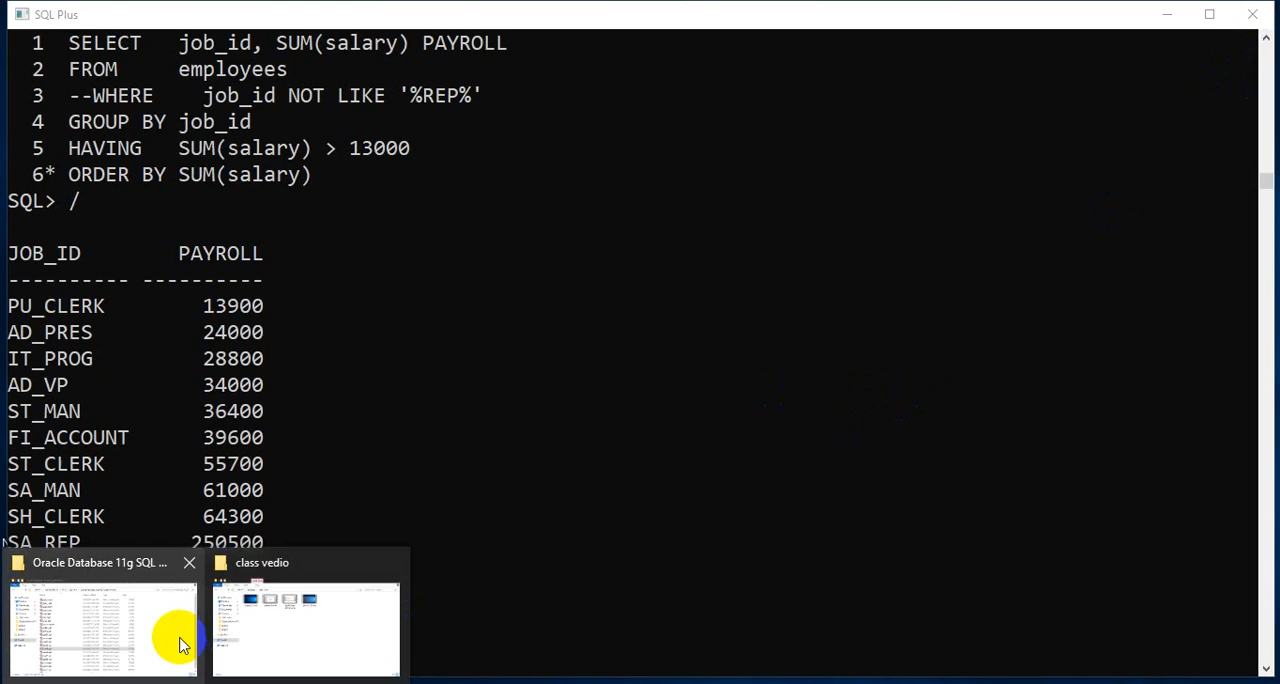 SQL Plus
1 SELECT job_id, SUM(salary) PAYROLL
2 FROM employees
3 --WHERE job_id NOT LIKE '%REP%'
4 GROUP BY job_id
5 HAVING SUM(salary) > 13000
6* ORDER BY SUM(salary)
SQL> /
JOB_ID PAYROLL
---------- ----------
PU_CLERK 13900
AD_PRES 24000
IT_PROG 28800
AD_VP 34000
ST_MAN 36400
FI_ACCOUNT 39600
ST_CLERK 55700
SA_MAN 61000
SH_CLERK 64300
SA_REP 250500
Oracle Database 11g SQL ... class vedio